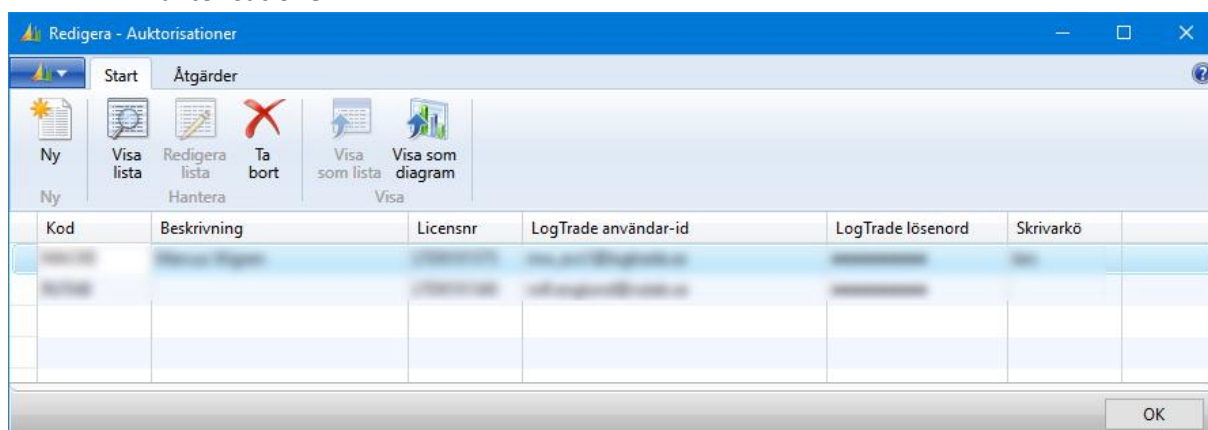 Redigera - Auktorisationer
Start Åtgärder
Ny Visa lista Redigera lista Ta bort Visa som lista Visa som diagram
Ny Hantera Visa
Kod Beskrivning Licensnr LogTrade användar-id LogTrade lösenord Skrivarkö
OK